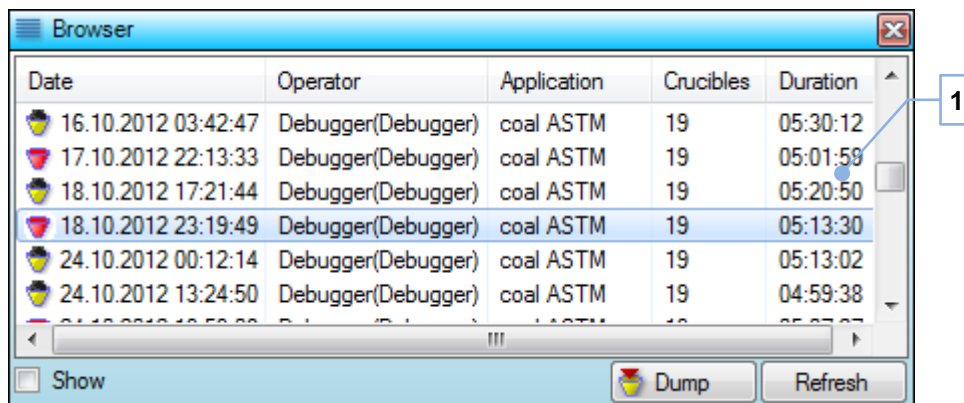 Browser
Date Operator Application Crucibles Duration
16.10.2012 03:42:47 Debugger(Debugger) coal ASTM 19 05:30:12
17.10.2012 22:13:33 Debugger(Debugger) coal ASTM 19 05:01:59
18.10.2012 17:21:44 Debugger(Debugger) coal ASTM 19 05:20:50
18.10.2012 23:19:49 Debugger(Debugger) coal ASTM 19 05:13:30
24.10.2012 00:12:14 Debugger(Debugger) coal ASTM 19 05:13:02
24.10.2012 13:24:50 Debugger(Debugger) coal ASTM 19 04:59:38
Show Dump Refresh
1